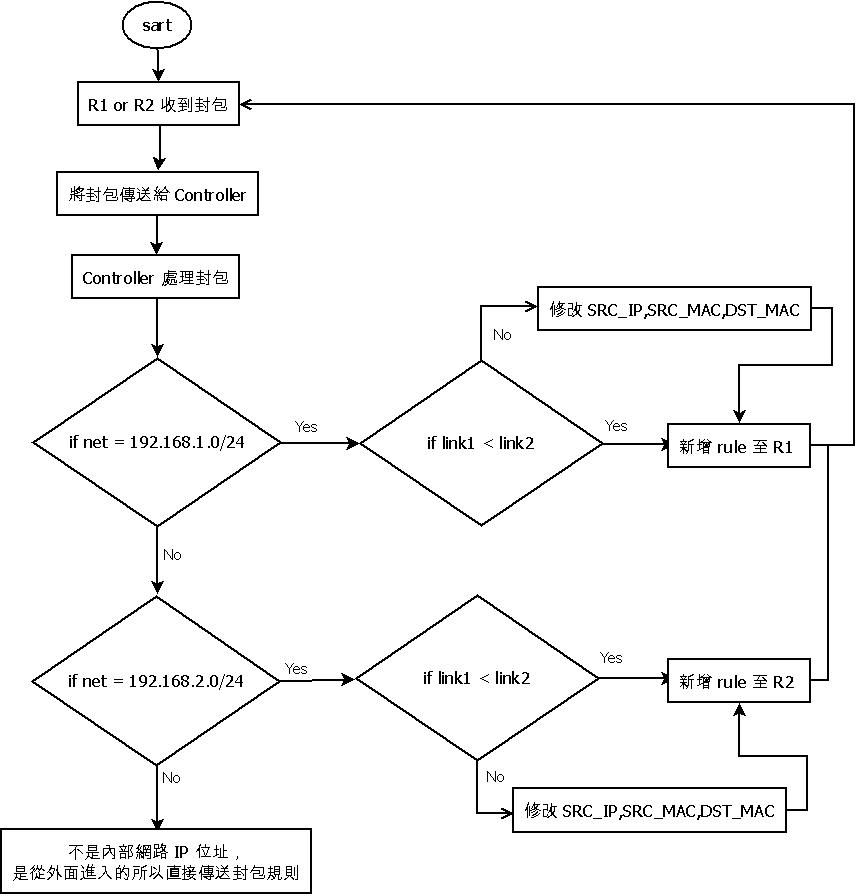 sart
R1 or R2 收到封包
將封包傳送給 Controller
Controller 處理封包
修改 SRC_IP,SRC_MAC,DST_MAC
No
if net = 192.168.1.0/24
Yes
if link1 < link2
Yes
新增 rule 至 R1
No
if net = 192.168.2.0/24
Yes
if link1 < link2
Yes
新增 rule 至 R2
No
No
修改 SRC_IP,SRC_MAC,DST_MAC
不是內部網路 IP 位址，
是從外面進入的所以直接傳送封包規則